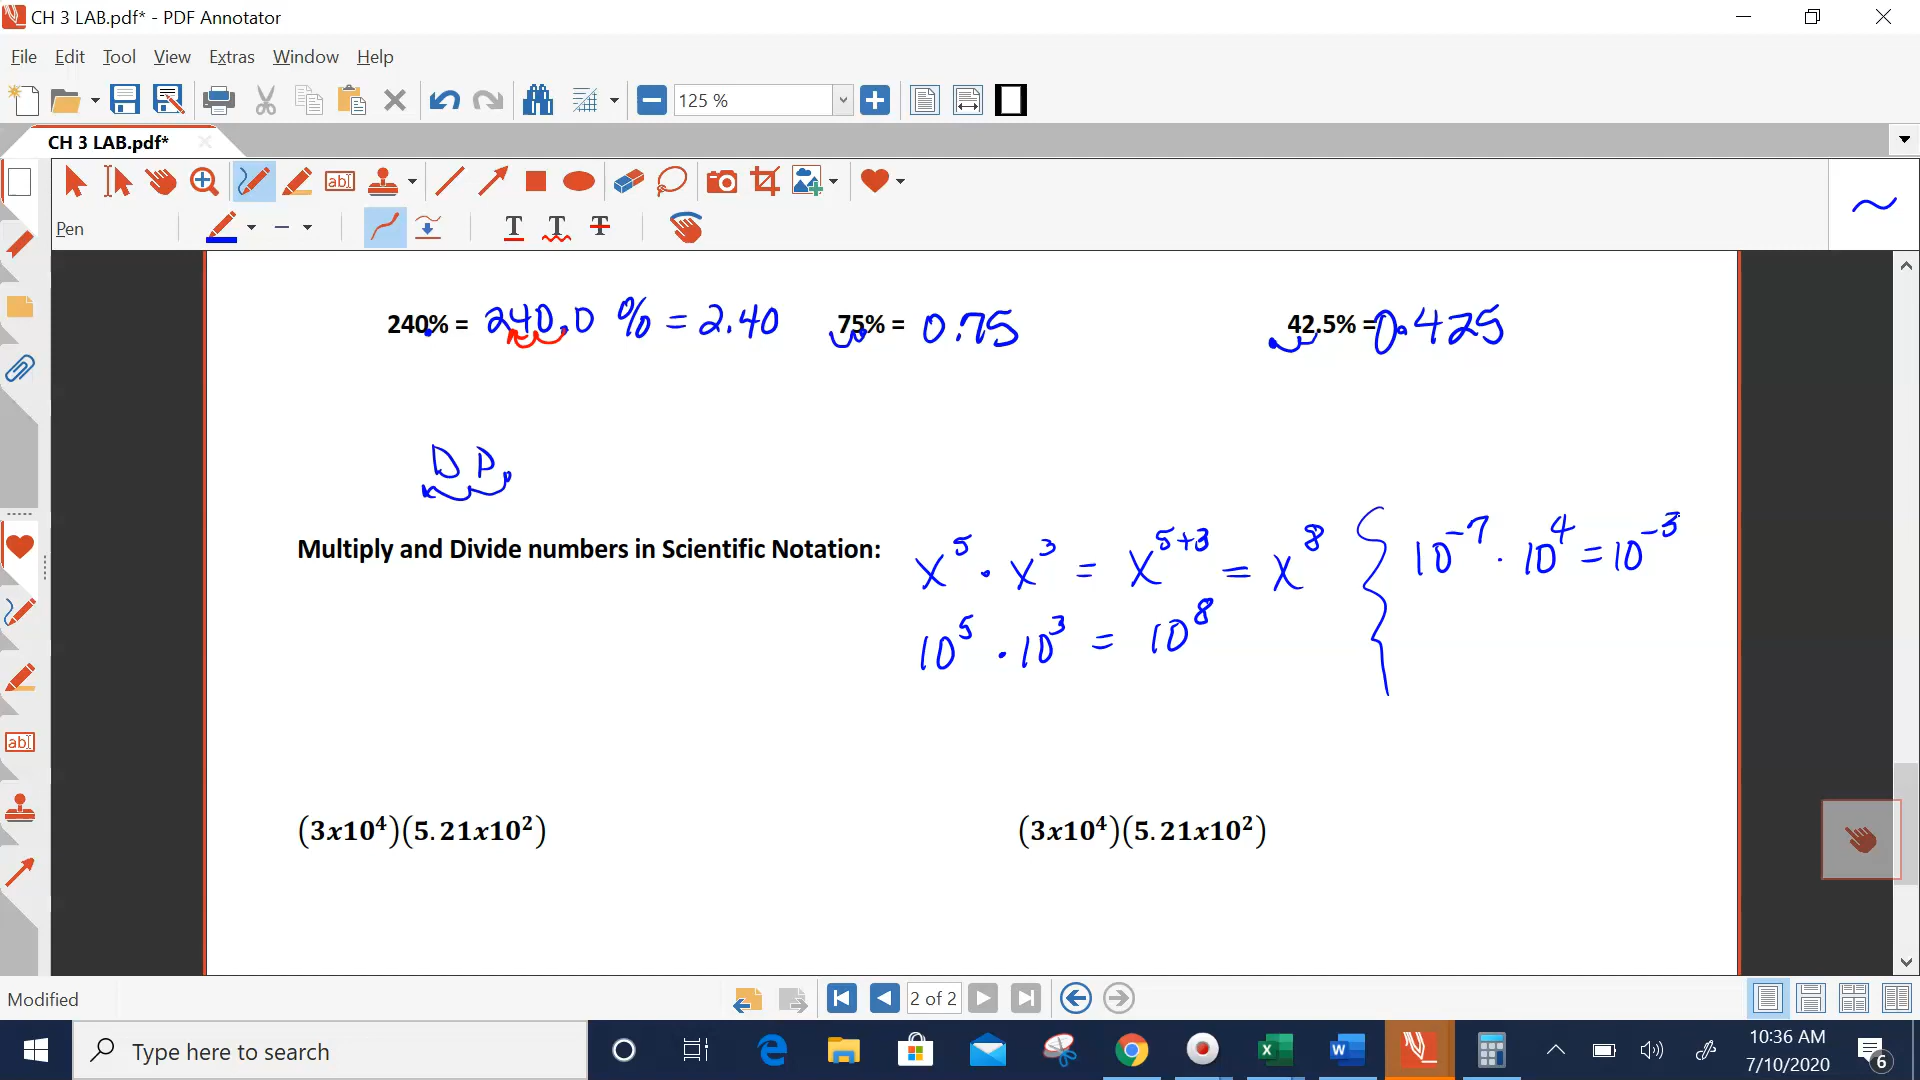 CH 3 LAB.pdf* - PDF Annotator
File Edit Tool View Extras Window Help
125 %
CH 3 LAB.pdf*
Pen
240% = 240.0 % = 2.40 75% = 0.75 42.5% = 0.425
D P.
Multiply and Divide numbers in Scientific Notation: x⁵ · x³ = x⁵⁺³ = x⁸ { 10⁻⁷ · 10⁴ = 10⁻³
10⁵ · 10³ = 10⁸
(3x10⁴)(5.21x10²) (3x10⁴)(5.21x10²)
Modified 2 of 2
Type here to search
10:36 AM
7/10/2020
6